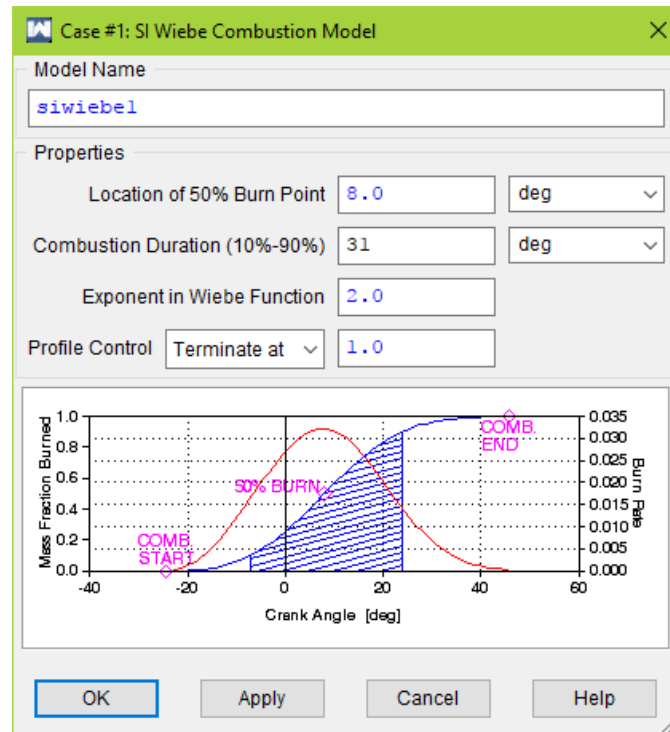 Case #1: SI Wiebe Combustion Model
Model Name
siwiebe1
Properties
Location of 50% Burn Point 8.0 deg
Combustion Duration (10%-90%) 31 deg
Exponent in Wiebe Function 2.0
Profile Control Terminate at 1.0
Mass Fraction Burned
1.0
0.8
0.6
0.4
0.2
0.0
COMB.
START
50% BURN
COMB.
END
0.035
0.030
0.025
0.020
0.015
0.010
0.005
0.000
Burn Rate
-40 -20 0 20 40 60
Crank Angle [deg]
OK Apply Cancel Help